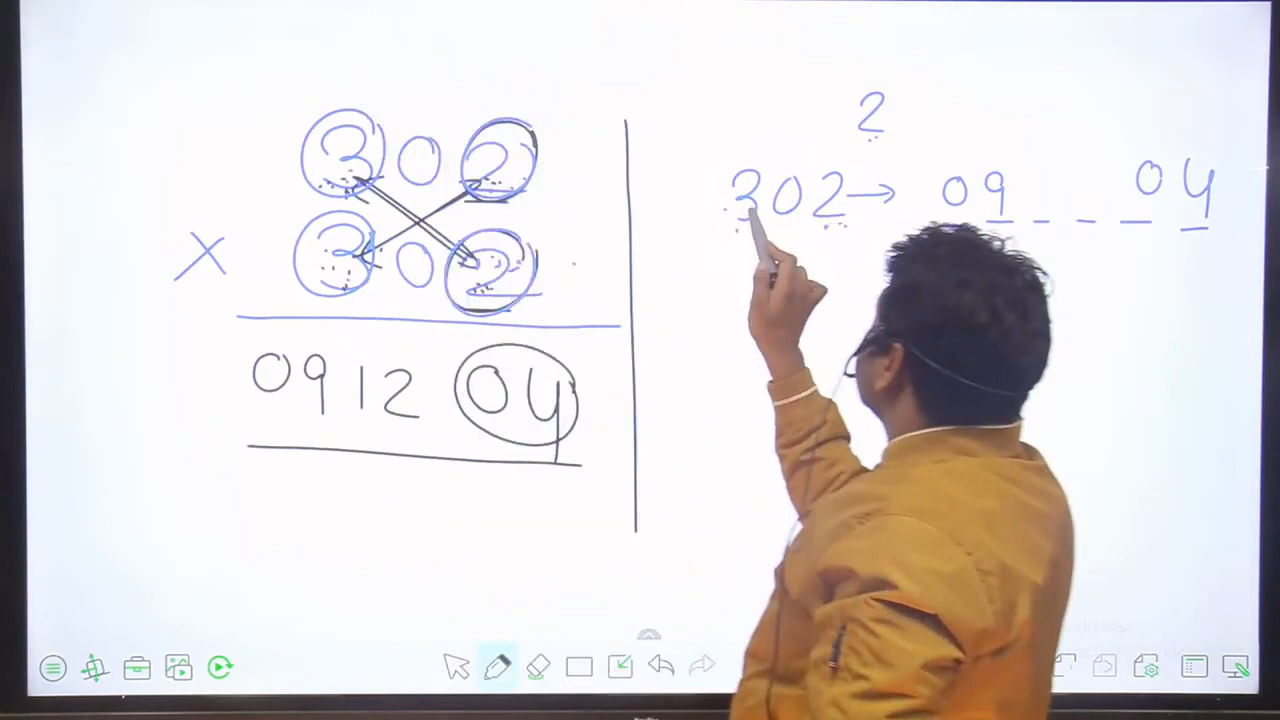 302
× 302
0912 04
2
302 → 09 _ _ 04